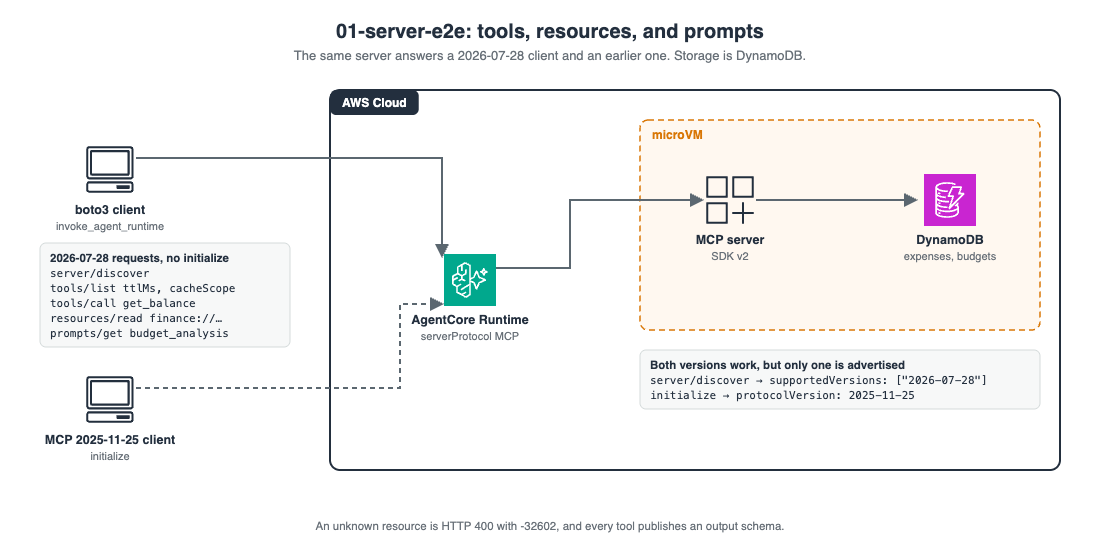 01-server-e2e: tools, resources, and prompts
The same server answers a 2026-07-28 client and an earlier one. Storage is DynamoDB.
AWS Cloud
microVM
boto3 client
invoke_agent_runtime
2026-07-28 requests, no initialize
server/discover
tools/list ttlMs, cacheScope
tools/call get_balance
resources/read finance://…
prompts/get budget_analysis
MCP 2025-11-25 client
initialize
AgentCore Runtime
serverProtocol MCP
MCP server
SDK v2
DynamoDB
expenses, budgets
Both versions work, but only one is advertised
server/discover → supportedVersions: ["2026-07-28"]
initialize → protocolVersion: 2025-11-25
An unknown resource is HTTP 400 with -32602, and every tool publishes an output schema.